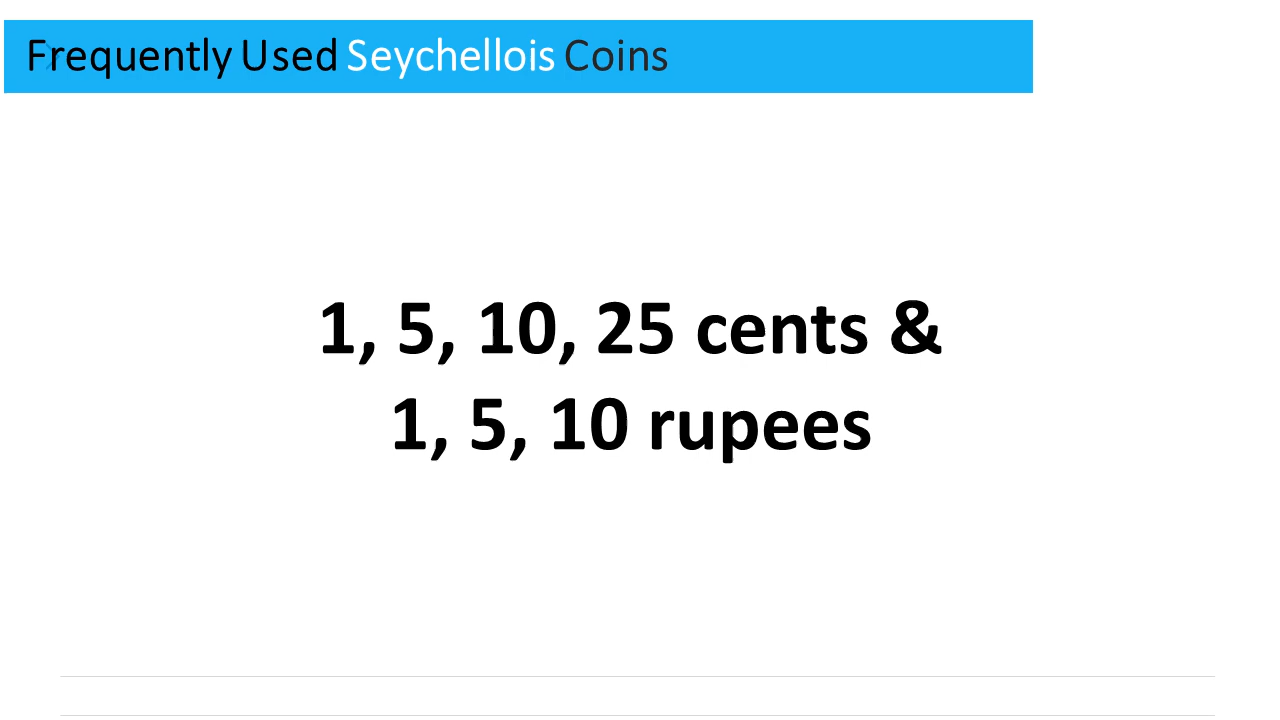 Frequently Used Seychellois Coins
1, 5, 10, 25 cents &
1, 5, 10 rupees